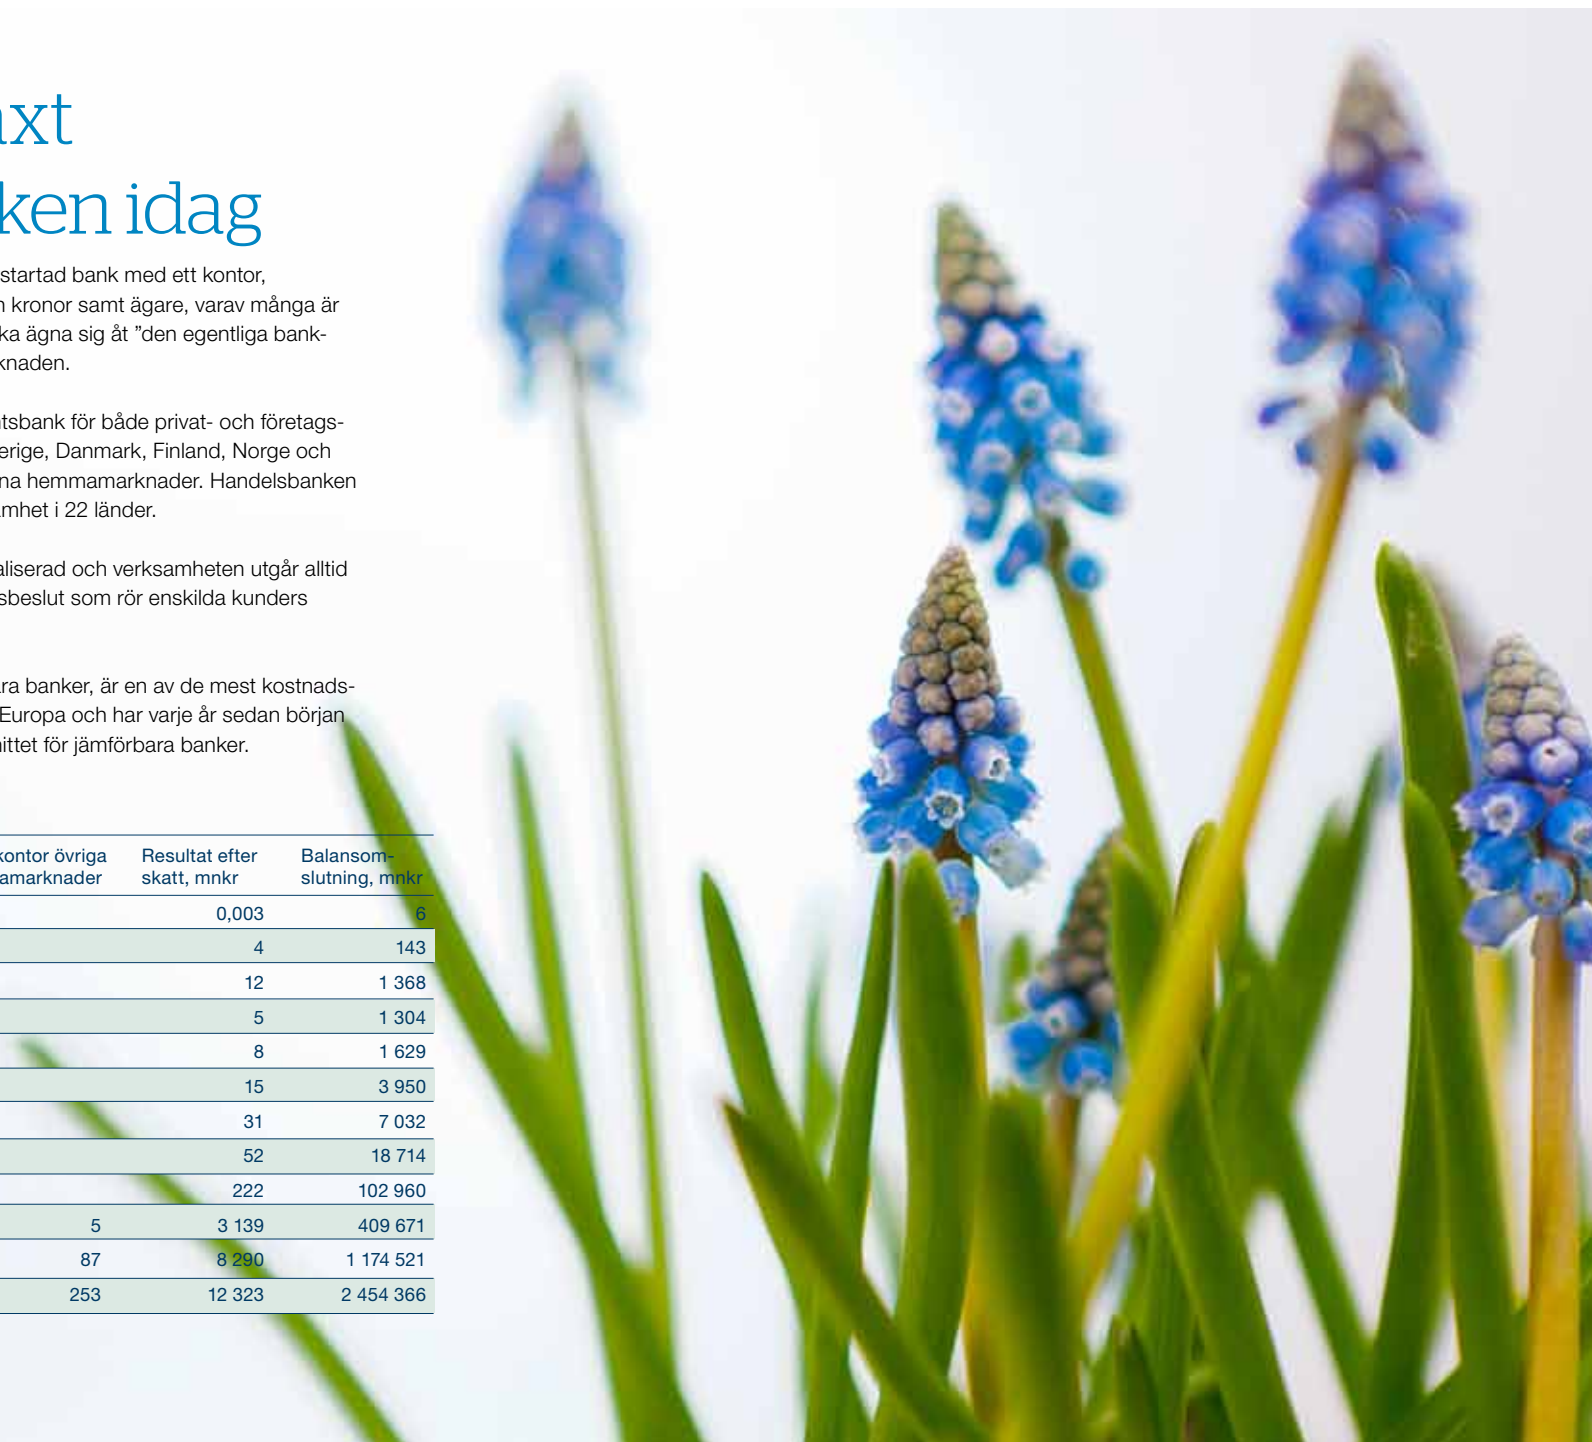 xt
ken idag
startad bank med ett kontor,
kronor samt ägare, varav många är
ka ägna sig åt ”den egentliga bank-
knaden.
tsbank för både privat- och företags-
erige, Danmark, Finland, Norge och
na hemmamarknader. Handelsbanken
amhet i 22 länder.
aliserad och verksamheten utgår alltid
sbeslut som rör enskilda kunders
ra banker, är en av de mest kostnads-
Europa och har varje år sedan början
ittet för jämförbara banker.
kontor övriga Resultat efter Balansom-
amarknader skatt, mnkr slutning, mnkr
0,003 6
4 143
12 1 368
5 1 304
8 1 629
15 3 950
31 7 032
52 18 714
222 102 960
5 3 139 409 671
87 8 290 1 174 521
253 12 323 2 454 366